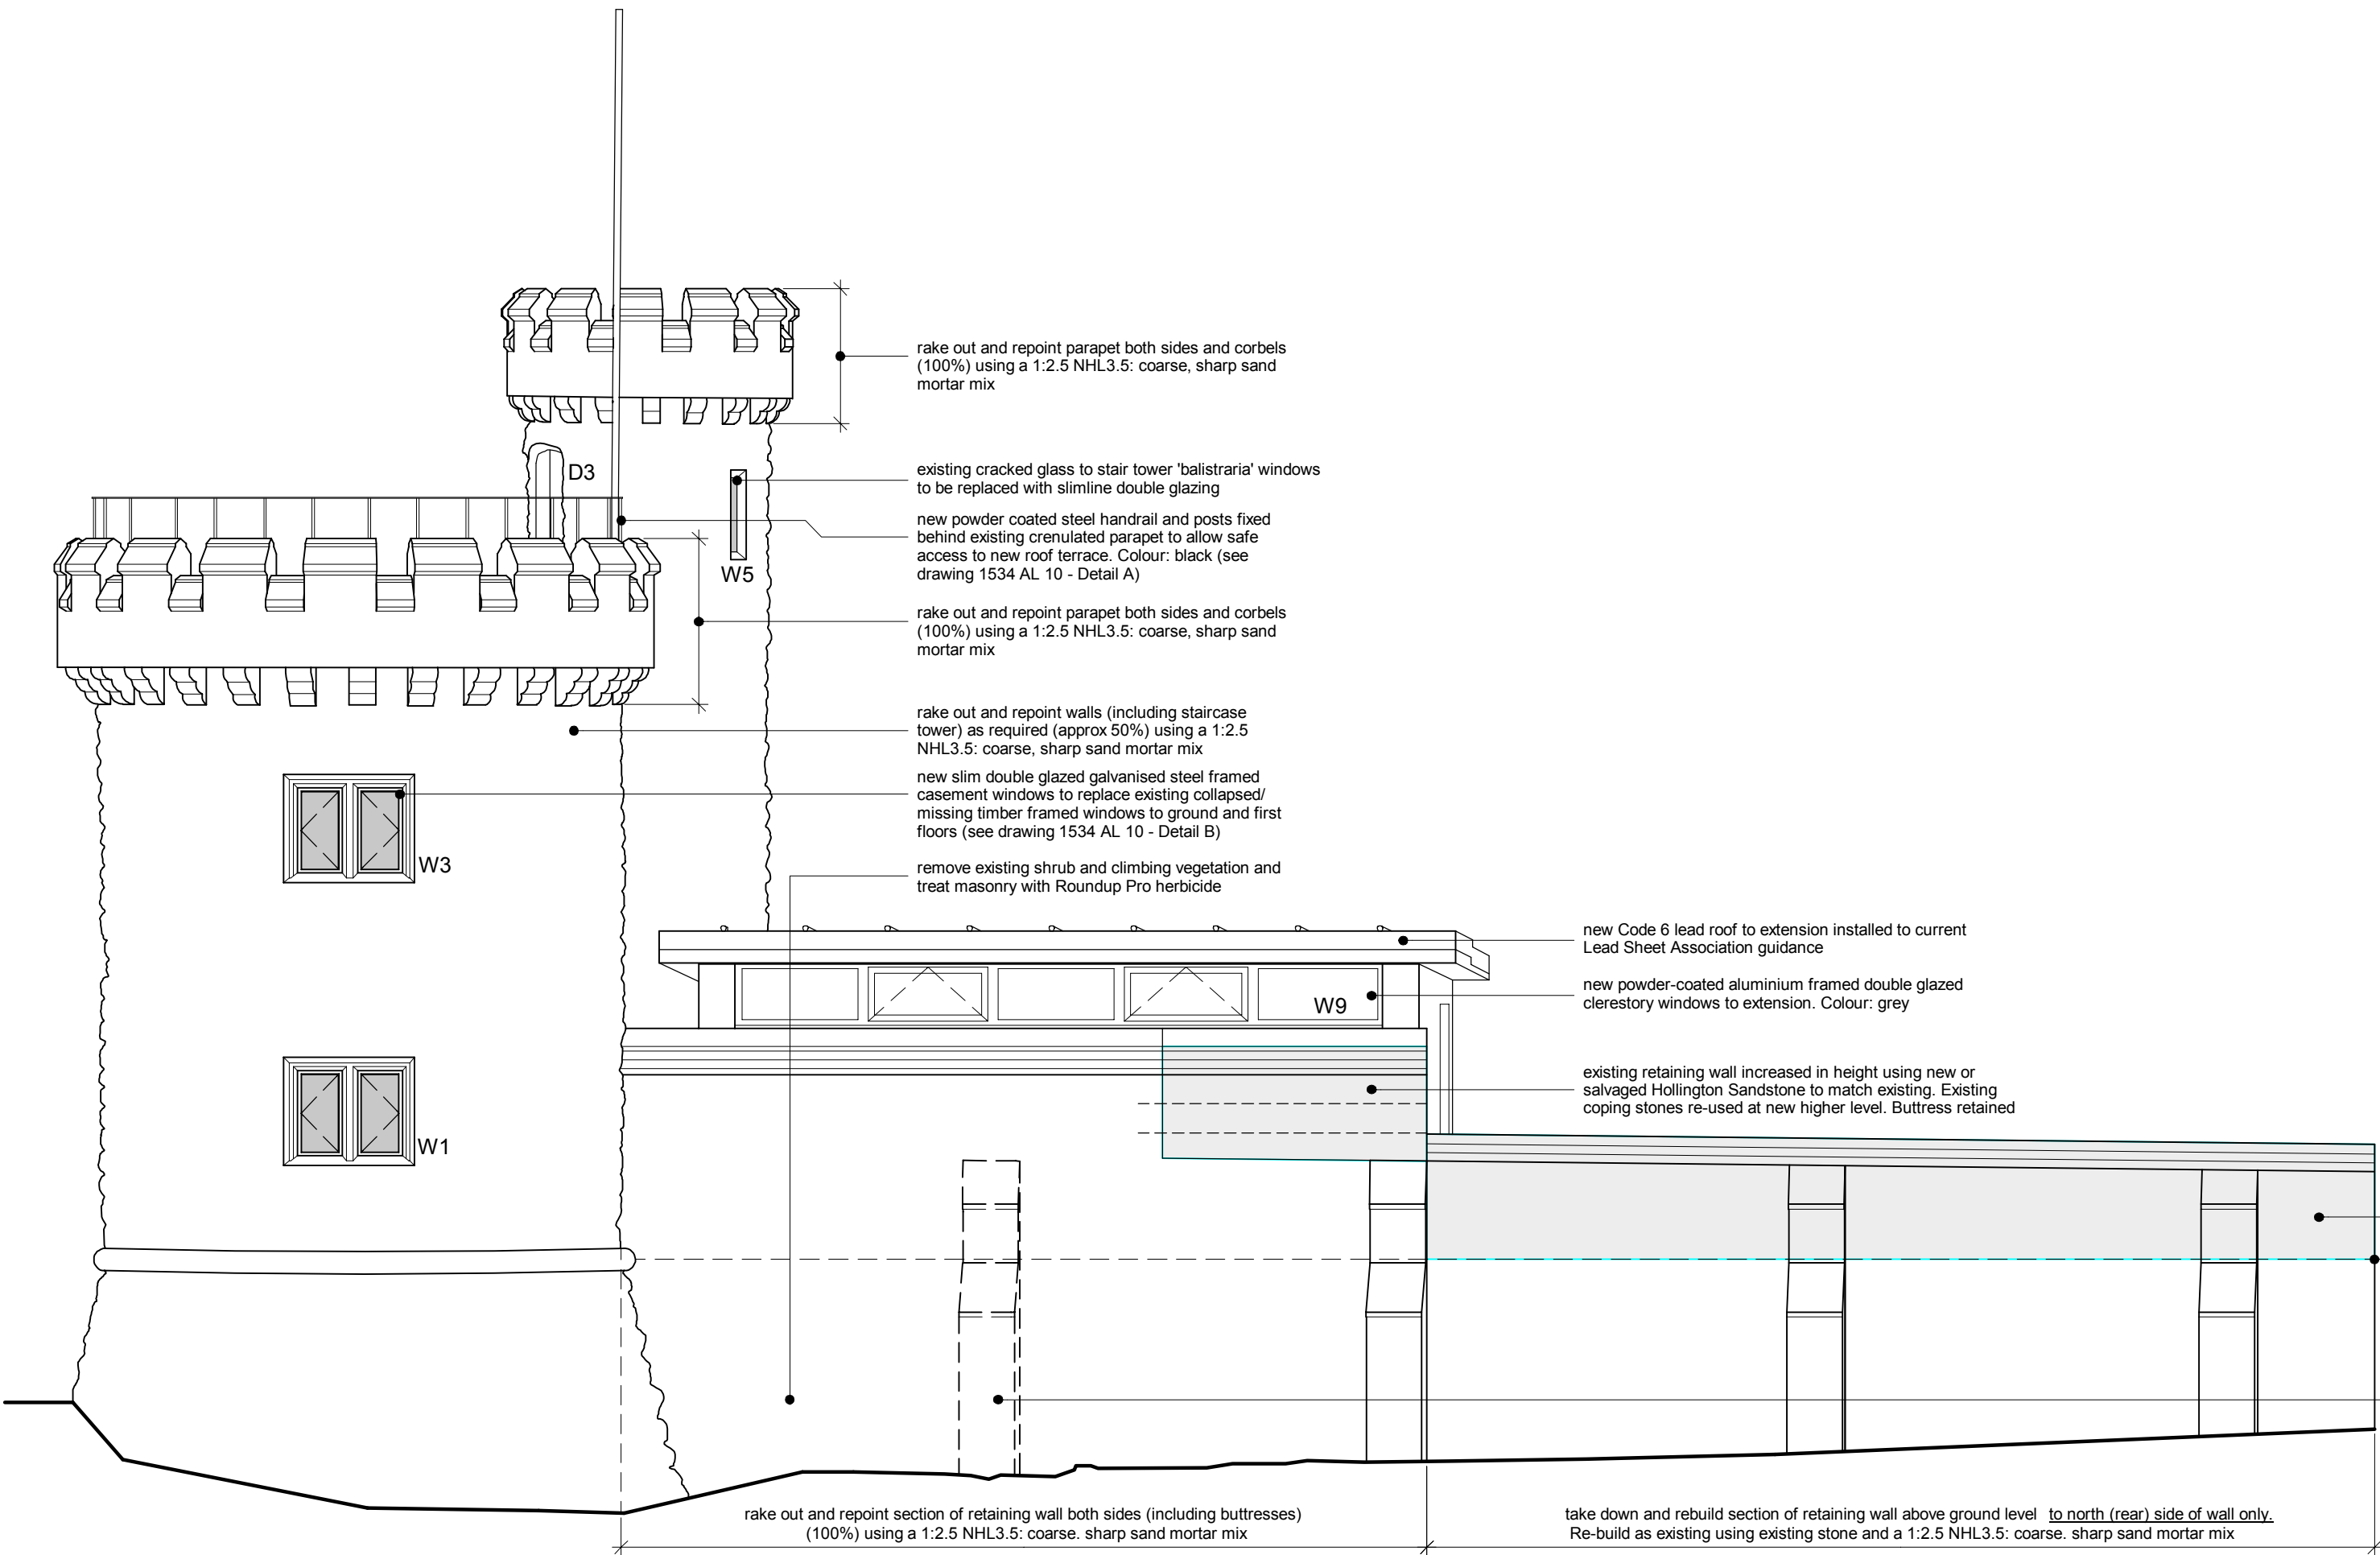 rake out and repoint parapet both sides and corbels
(100%) using a 1:2.5 NHL3.5: coarse, sharp sand
mortar mix
D3
existing cracked glass to stair tower 'balistraria' windows
to be replaced with slimline double glazing
new powder coated steel handrail and posts fixed
behind existing crenulated parapet to allow safe
access to new roof terrace. Colour: black (see
drawing 1534 AL 10 - Detail A)
W5
rake out and repoint parapet both sides and corbels
(100%) using a 1:2.5 NHL3.5: coarse, sharp sand
mortar mix
rake out and repoint walls (including staircase
tower) as required (approx 50%) using a 1:2.5
NHL3.5: coarse, sharp sand mortar mix
new slim double glazed galvanised steel framed
casement windows to replace existing collapsed/
missing timber framed windows to ground and first
floors (see drawing 1534 AL 10 - Detail B)
W3
remove existing shrub and climbing vegetation and
treat masonry with Roundup Pro herbicide
new Code 6 lead roof to extension installed to current
Lead Sheet Association guidance
new powder-coated aluminium framed double glazed
clerestory windows to extension. Colour: grey
W9
existing retaining wall increased in height using new or
salvaged Hollington Sandstone to match existing. Existing
coping stones re-used at new higher level. Buttress retained
W1
rake out and repoint section of retaining wall both sides (including buttresses)
(100%) using a 1:2.5 NHL3.5: coarse. sharp sand mortar mix
take down and rebuild section of retaining wall above ground level to north (rear) side of wall only.
Re-build as existing using existing stone and a 1:2.5 NHL3.5: coarse. sharp sand mortar mix